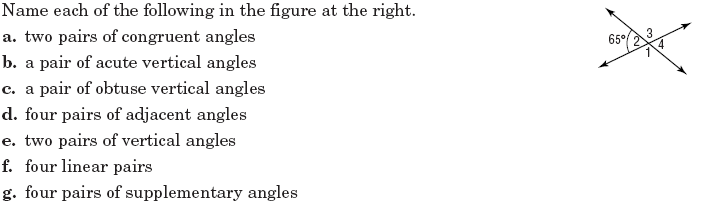 Name each of the following in the figure at the right.
a. two pairs of congruent angles
b. a pair of acute vertical angles
c. a pair of obtuse vertical angles
d. four pairs of adjacent angles
e. two pairs of vertical angles
f. four linear pairs
g. four pairs of supplementary angles
3
65° 2 4
1